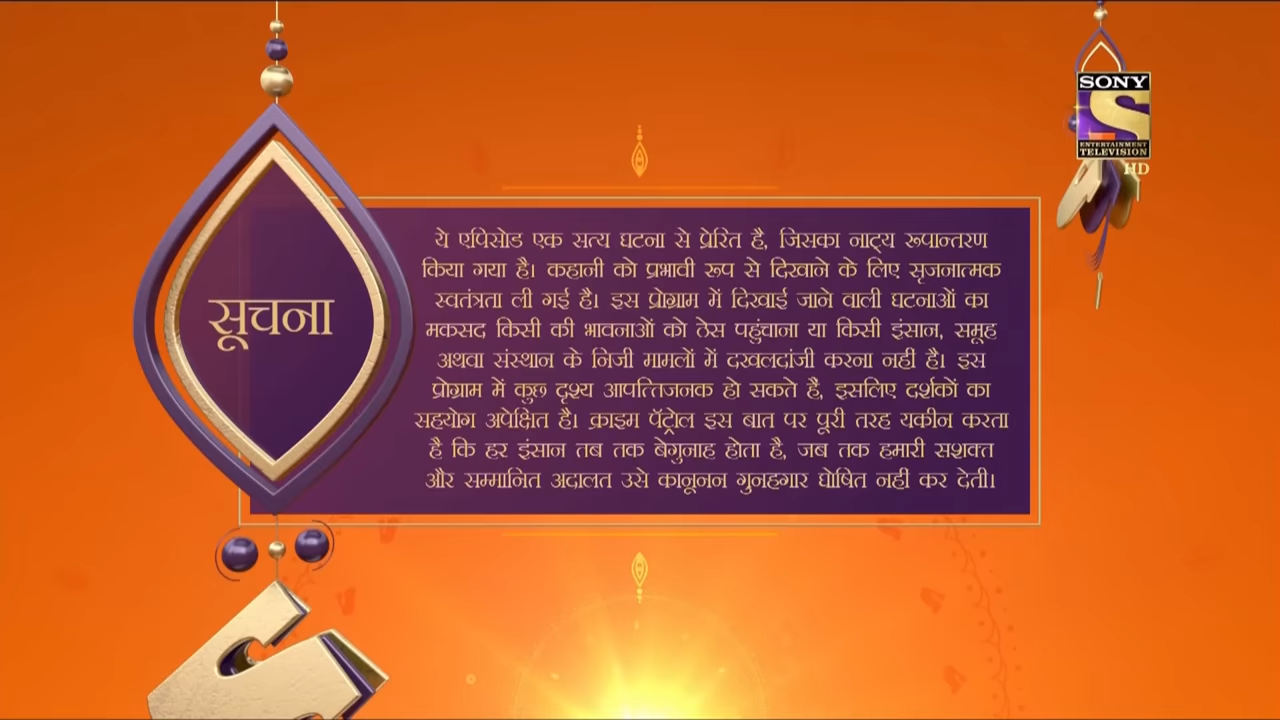 सूचना
ये एपिसोड एक सत्य घटना से प्रेरित है, जिसका नाट्य रूपान्तरण
किया गया है। कहानी को प्रभावी रूप से दिखाने के लिए सृजनात्मक
स्वतंत्रता ली गई है। इस प्रोग्राम में दिखाई जाने वाली घटनाओं का
मकसद किसी की भावनाओं को ठेस पहुंचाना या किसी इंसान, समूह
अथवा संस्थान के निजी मामलों में दखलदांजी करना नहीं है। इस
प्रोग्राम में कुछ दृश्य आपत्तिजनक हो सकते हैं, इसलिए दर्शकों का
सहयोग अपेक्षित है। क्राइम पॅट्रोल इस बात पर पूरी तरह यकीन करता
है कि हर इंसान तब तक बेगुनाह होता है, जब तक हमारी सशक्त
और सम्मानित अदालत उसे कानूनन गुनहगार घोषित नहीं कर देती।
SONY
ENTERTAINMENT
TELEVISION
HD